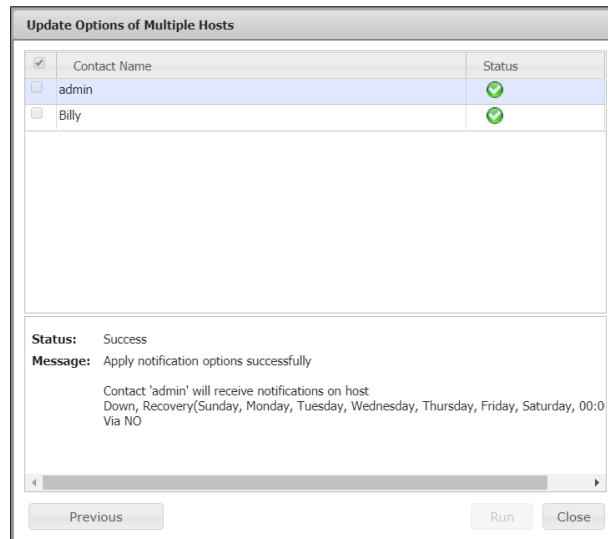 Update Options of Multiple Hosts
Contact Name Status
admin
Billy
Status: Success
Message: Apply notification options successfully
Contact 'admin' will receive notifications on host
Down, Recovery(Sunday, Monday, Tuesday, Wednesday, Thursday, Friday, Saturday, 00:0
Via NO
Previous Run Close